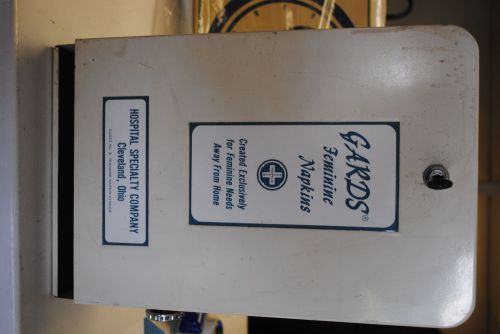 GARDS®
Feminine
Napkins
Created Exclusively
for Feminine Needs
Away From Home
HOSPITAL SPECIALTY COMPANY
Cleveland, Ohio